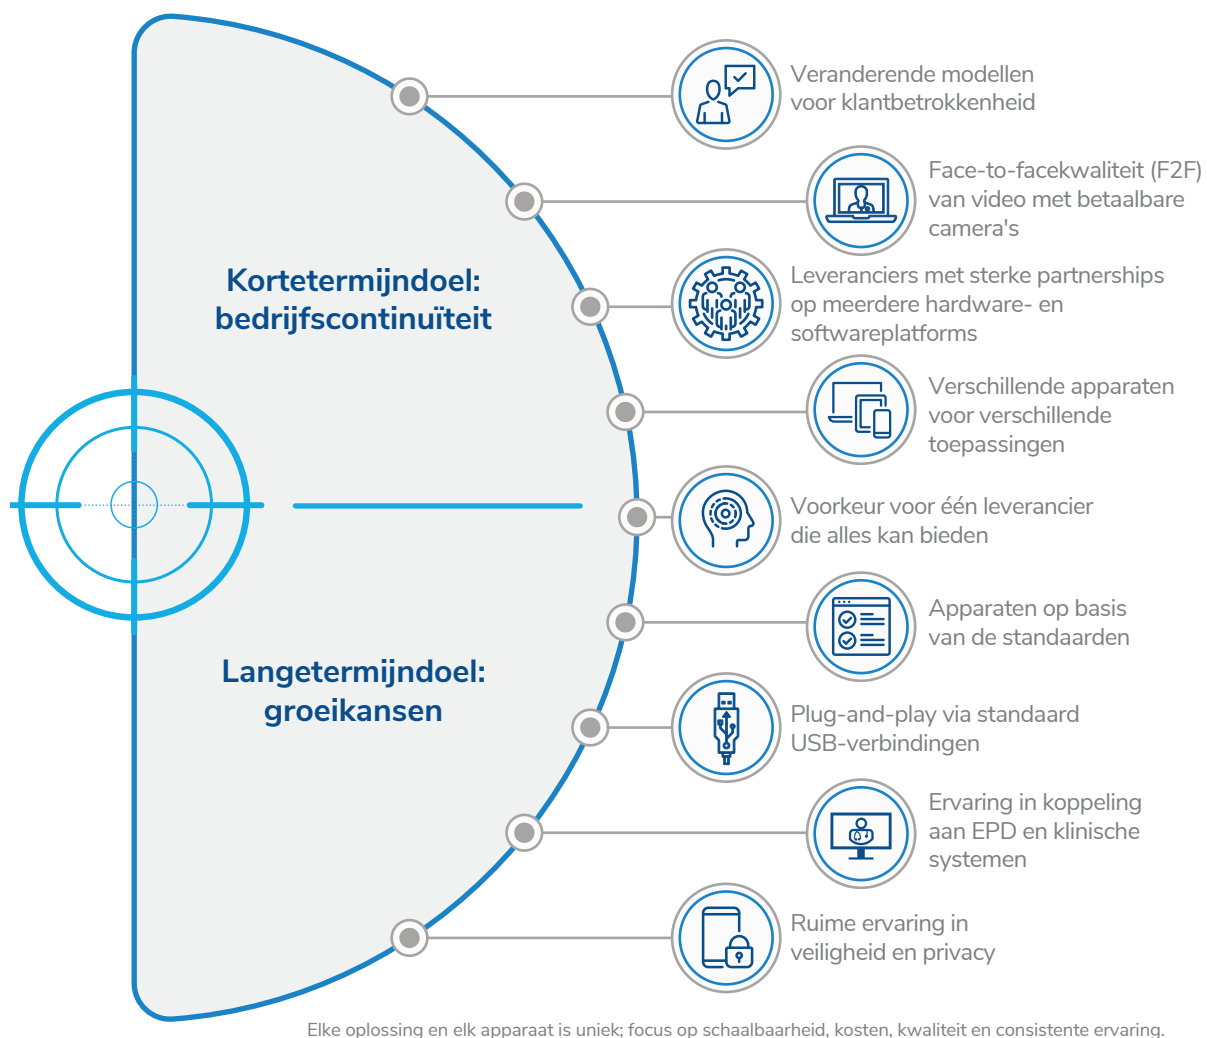 Veranderende modellen
voor klantbetrokkenheid
Face-to-facekwaliteit (F2F)
van video met betaalbare
camera's
Kortetermijndoel:
bedrijfscontinuïteit
Leveranciers met sterke partnerships
op meerdere hardware- en
softwareplatforms
Verschillende apparaten
voor verschillende
toepassingen
Voorkeur voor één leverancier
die alles kan bieden
Apparaten op basis
van de standaarden
Langetermijndoel:
groeikansen
Plug-and-play via standaard
USB-verbindingen
Ervaring in koppeling
aan EPD en klinische
systemen
Ruime ervaring in
veiligheid en privacy
Elke oplossing en elk apparaat is uniek; focus op schaalbaarheid, kosten, kwaliteit en consistente ervaring.